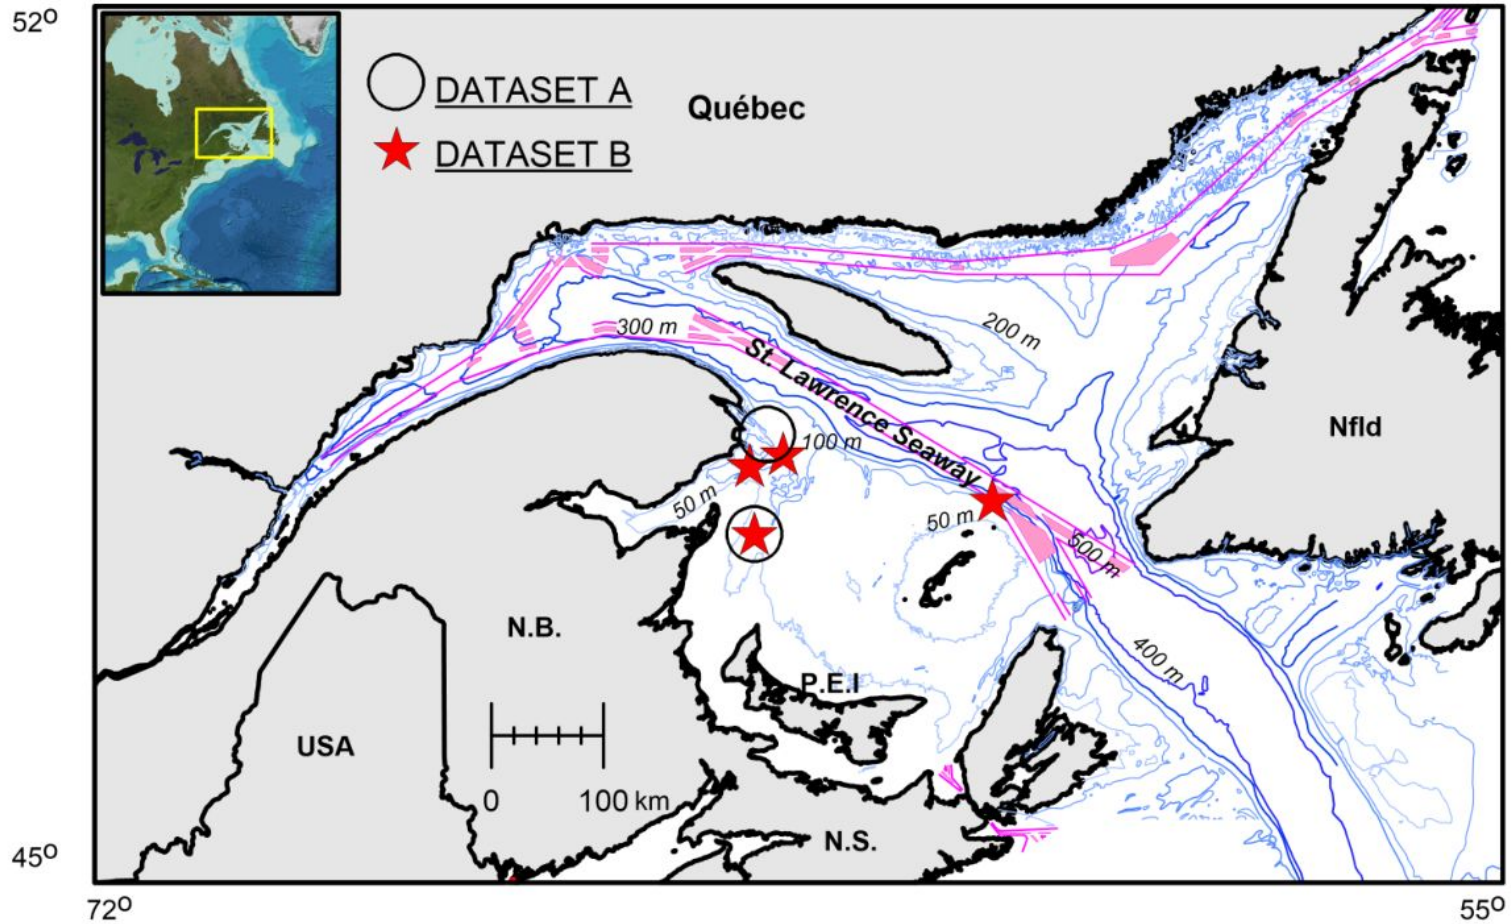 52°
DATASET A
DATASET B
Québec
300 m
200 m
St. Lawrence Seaway
Nfld
100 m
50 m
50 m
500 m
N.B.
400 m
P.E.I
USA
0 100 km
N.S.
45°
72°
55°